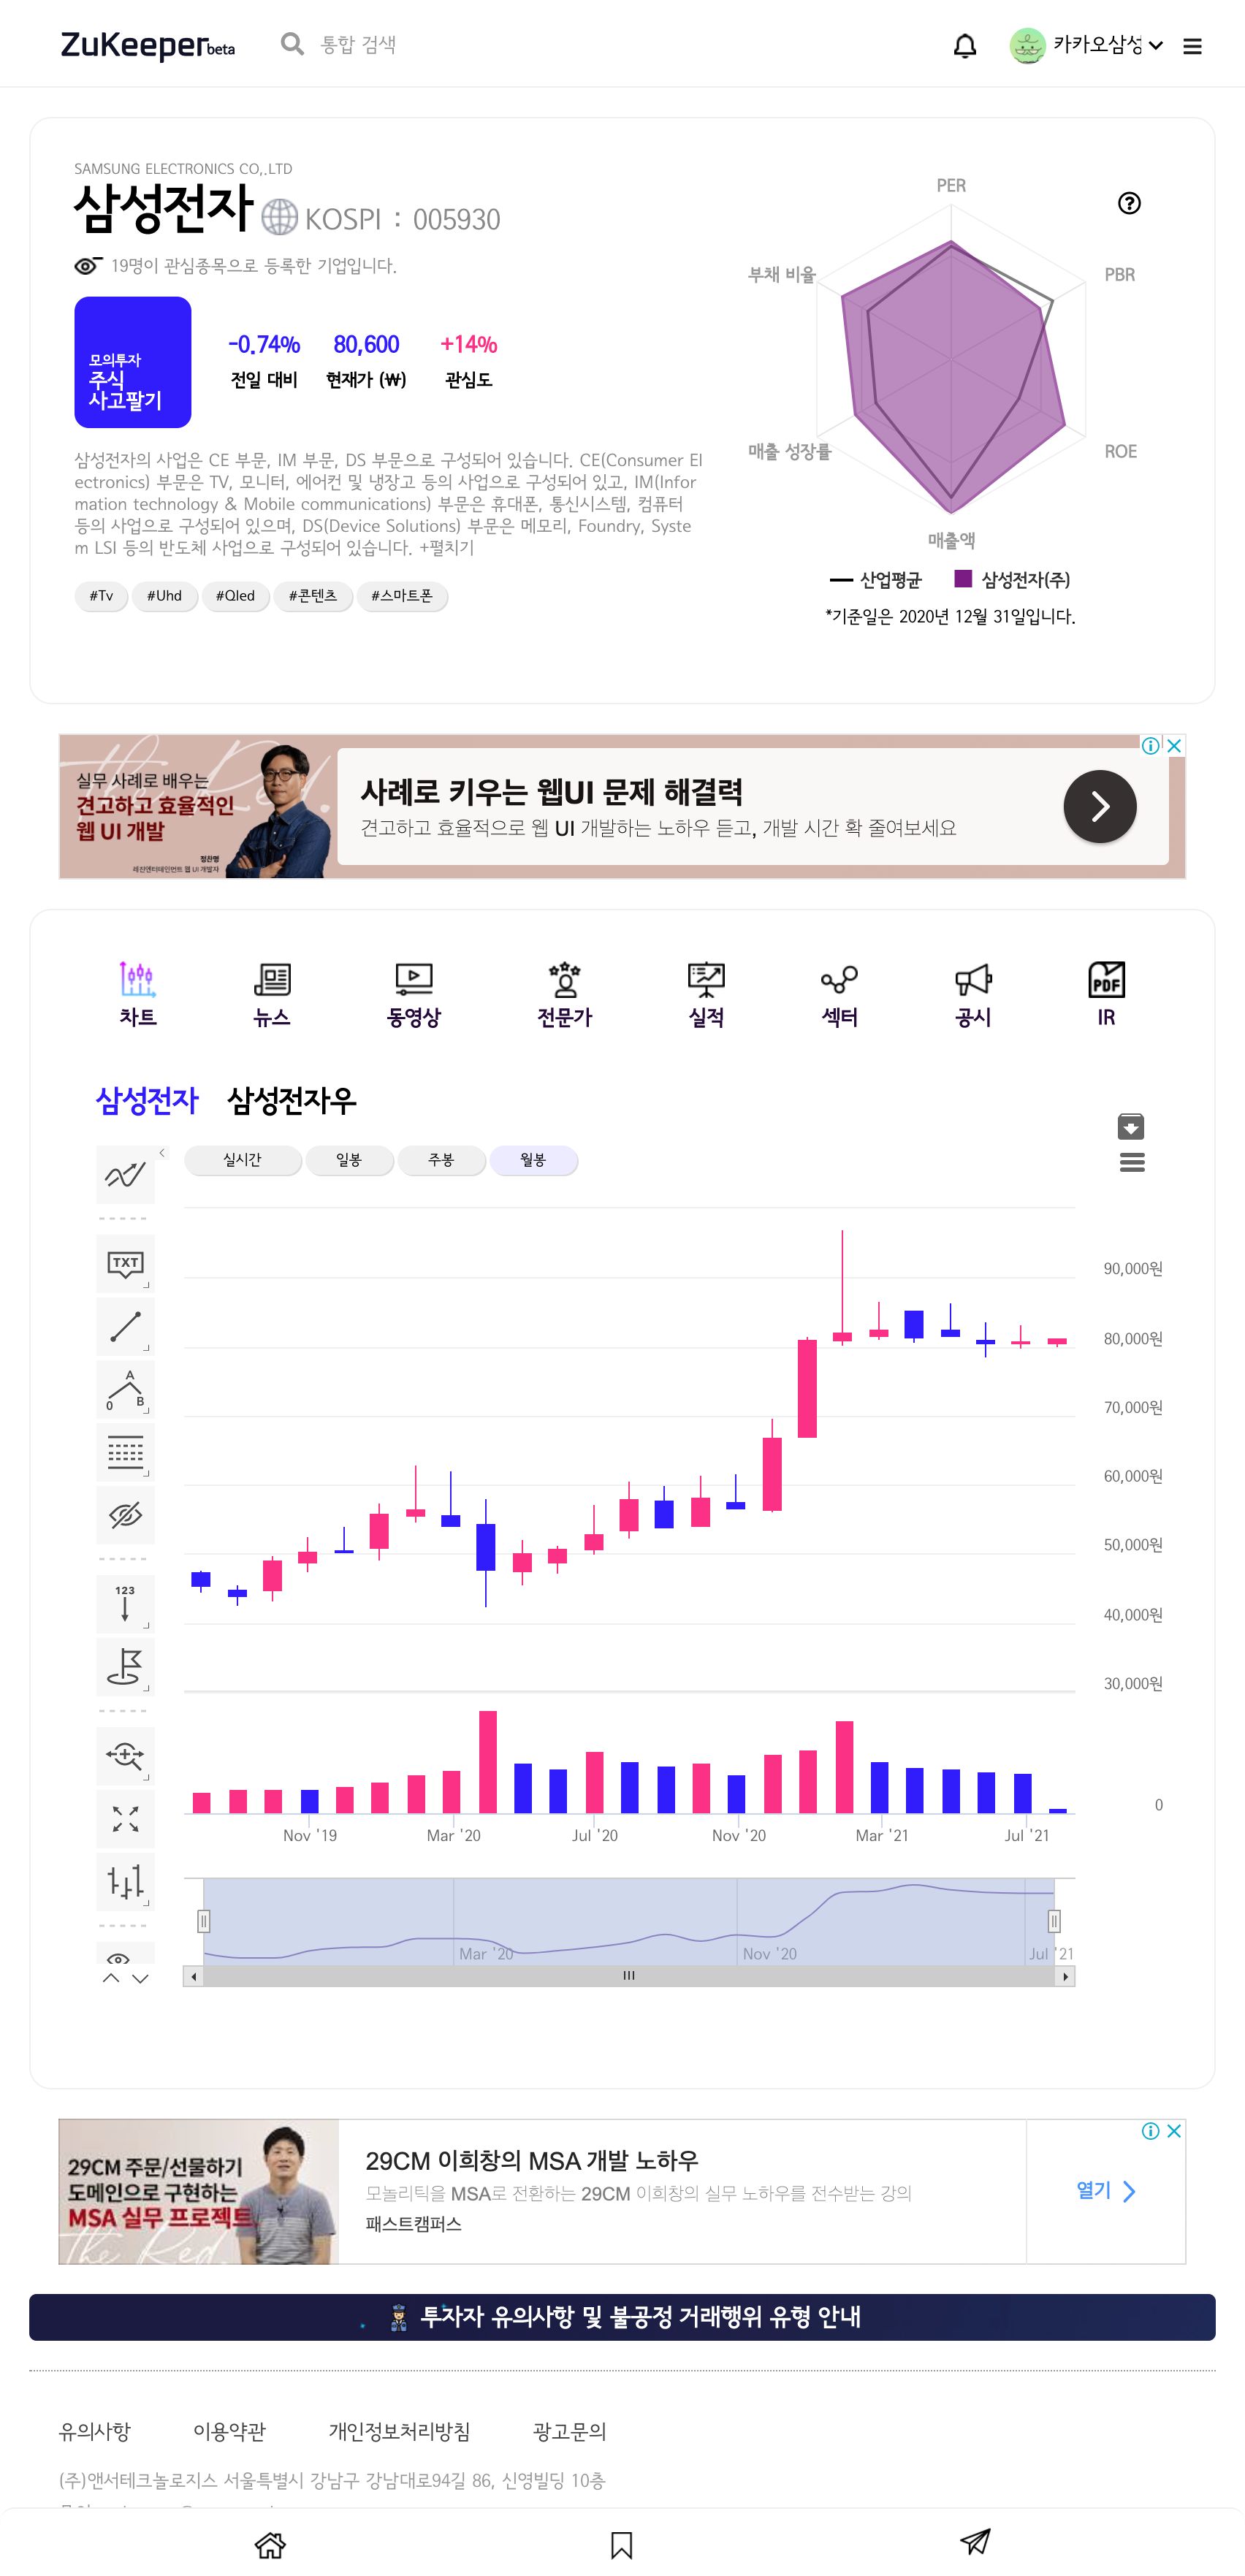 ZuKeeper beta
통합 검색
카카오삼성
SAMSUNG ELECTRONICS CO,.LTD
삼성전자 KOSPI : 005930
19명이 관심종목으로 등록한 기업입니다.
모의투자
주식
사고팔기
-0.74% 80,600 +14%
전일 대비 현재가 (₩) 관심도
삼성전자의 사업은 CE 부문, IM 부문, DS 부문으로 구성되어 있습니다. CE(Consumer El
ectronics) 부문은 TV, 모니터, 에어컨 및 냉장고 등의 사업으로 구성되어 있고, IM(Infor
mation technology & Mobile communications) 부문은 휴대폰, 통신시스템, 컴퓨터
등의 사업으로 구성되어 있으며, DS(Device Solutions) 부문은 메모리, Foundry, Syste
m LSI 등의 반도체 사업으로 구성되어 있습니다. +펼치기
#Tv #Uhd #Qled #콘텐츠 #스마트폰
PER
부채 비율
PBR
매출 성장률
ROE
매출액
산업평균 삼성전자(주)
*기준일은 2020년 12월 31일입니다.
The Red.
실무 사례로 배우는
견고하고 효율적인
웹 UI 개발
정찬명
레진엔터테인먼트 웹 UI 개발자
사례로 키우는 웹UI 문제 해결력
견고하고 효율적으로 웹 UI 개발하는 노하우 듣고, 개발 시간 확 줄여보세요
차트 뉴스 동영상 전문가 실적 섹터 공시 IR
PDF
삼성전자 삼성전자우
실시간 일봉 주봉 월봉
TXT
A
0 B
123
90,000원
80,000원
70,000원
60,000원
50,000원
40,000원
30,000원
0
Nov '19 Mar '20 Jul '20 Nov '20 Mar '21 Jul '21
Mar '20 Nov '20 Jul '21
29CM 주문/선물하기
도메인으로 구현하는
MSA 실무 프로젝트
The Red.
29CM 이희창의 MSA 개발 노하우
모놀리틱을 MSA로 전환하는 29CM 이희창의 실무 노하우를 전수받는 강의
패스트캠퍼스
열기
투자자 유의사항 및 불공정 거래행위 유형 안내
유의사항 이용약관 개인정보처리방침 광고문의
(주)앤서테크놀로지스 서울특별시 강남구 강남대로94길 86, 신영빌딩 10층